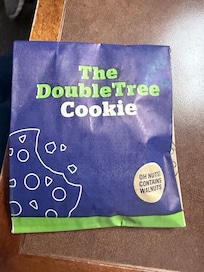 The
DoubleTree
Cookie
OH NUTS!
CONTAINS
WALNUTS